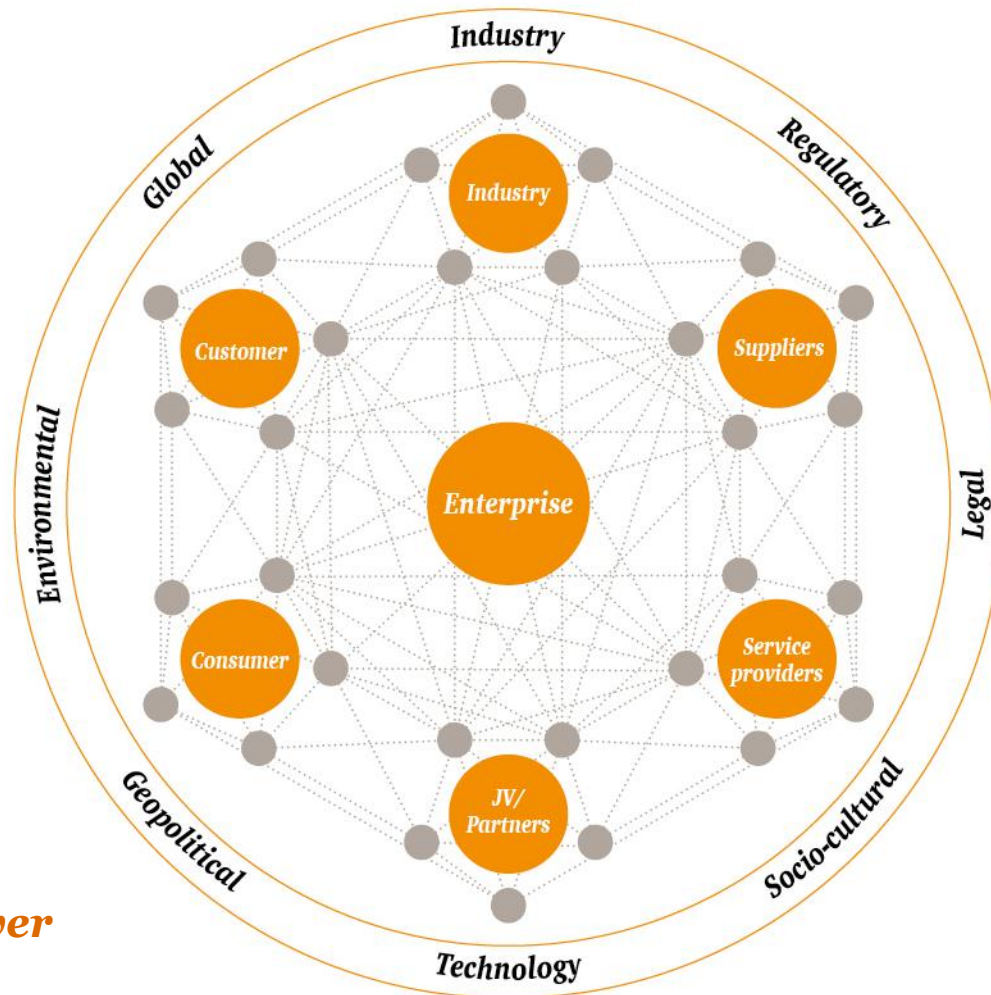 Industry
Global
Regulatory
Industry
Customer
Suppliers
Environmental
Enterprise
Legal
Consumer
Service
providers
JV/
Partners
Geopolitical
Socio-cultural
Technology